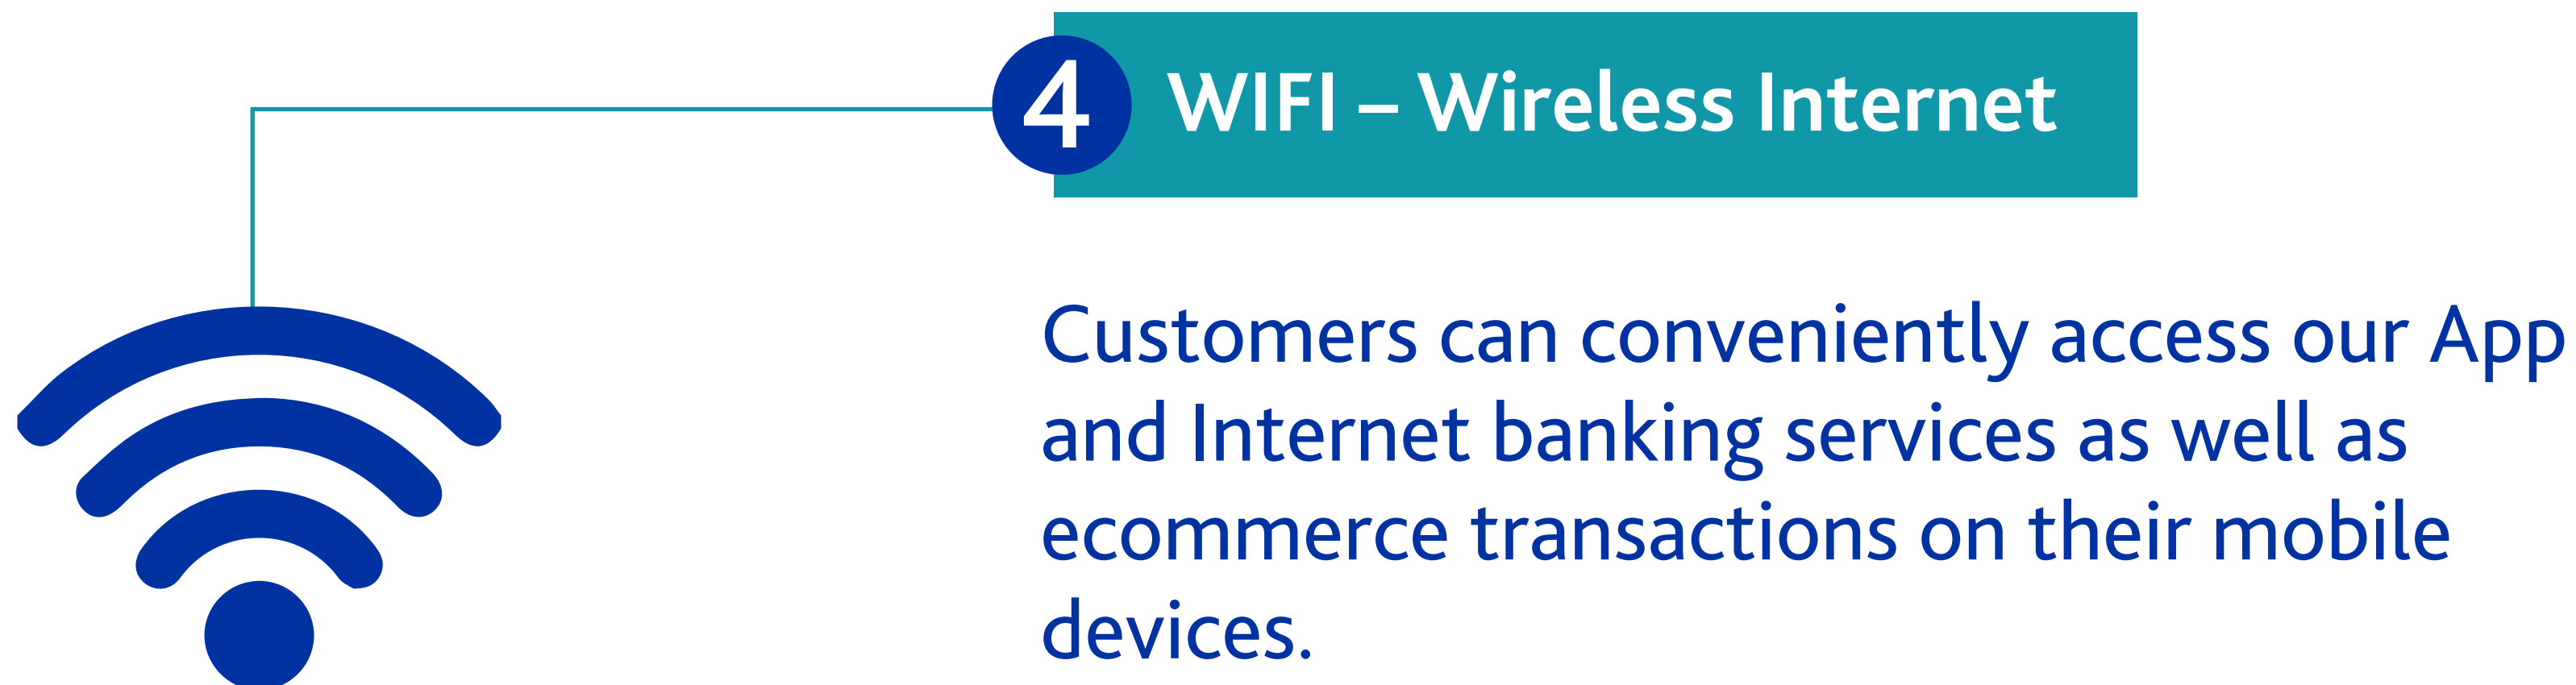 4 WIFI – Wireless Internet
Customers can conveniently access our App
and Internet banking services as well as
ecommerce transactions on their mobile
devices.